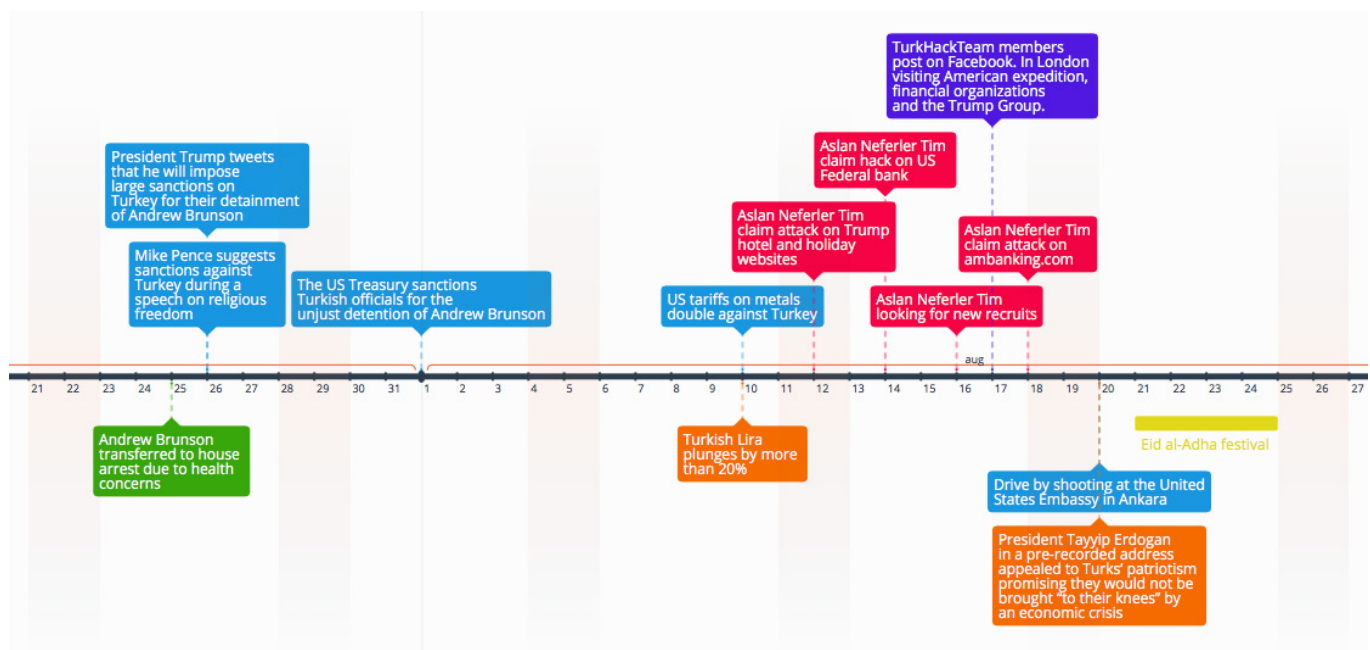 TurkHackTeam members
post on Facebook. In London
visiting American expedition,
financial organizations
and the Trump Group.
President Trump tweets
that he will impose
large sanctions on
Turkey for their detainment
of Andrew Brunson
Aslan Neferler Tim
claim hack on US
Federal bank
Mike Pence suggests
sanctions against
Turkey during a
speech on religious
freedom
The US Treasury sanctions
Turkish officials for the
unjust detention of Andrew Brunson
Aslan Neferler Tim
claim attack on Trump
hotel and holiday
websites
Aslan Neferler Tim
claim attack on
ambanking.com
US tariffs on metals
double against Turkey
Aslan Neferler Tim
looking for new recruits
aug
21 22 23 24 25 26 27 28 29 30 31 1 2 3 4 5 6 7 8 9 10 11 12 13 14 15 16 17 18 19 20 21 22 23 24 25 26 27
Andrew Brunson
transferred to house
arrest due to health
concerns
Turkish Lira
plunges by more
than 20%
Eid al-Adha festival
Drive by shooting at the United
States Embassy in Ankara
President Tayyip Erdogan
in a pre-recorded address
appealed to Turks' patriotism
promising they would not be
brought "to their knees" by
an economic crisis